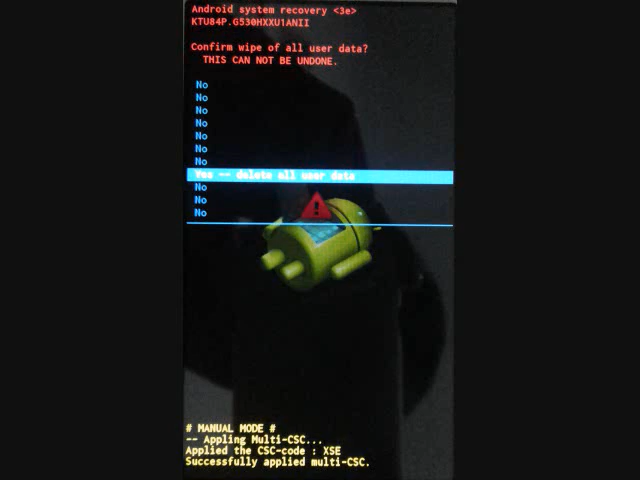 Android system recovery <3e>
KTU84P.G530HXXU1ANII
Confirm wipe of all user data?
THIS CAN NOT BE UNDONE.
No
No
No
No
No
No
No
Yes -- delete all user data
No
No
No
# MANUAL MODE #
-- Appling Multi-CSC...
Applied the CSC-code : XSE
Successfully applied multi-CSC.